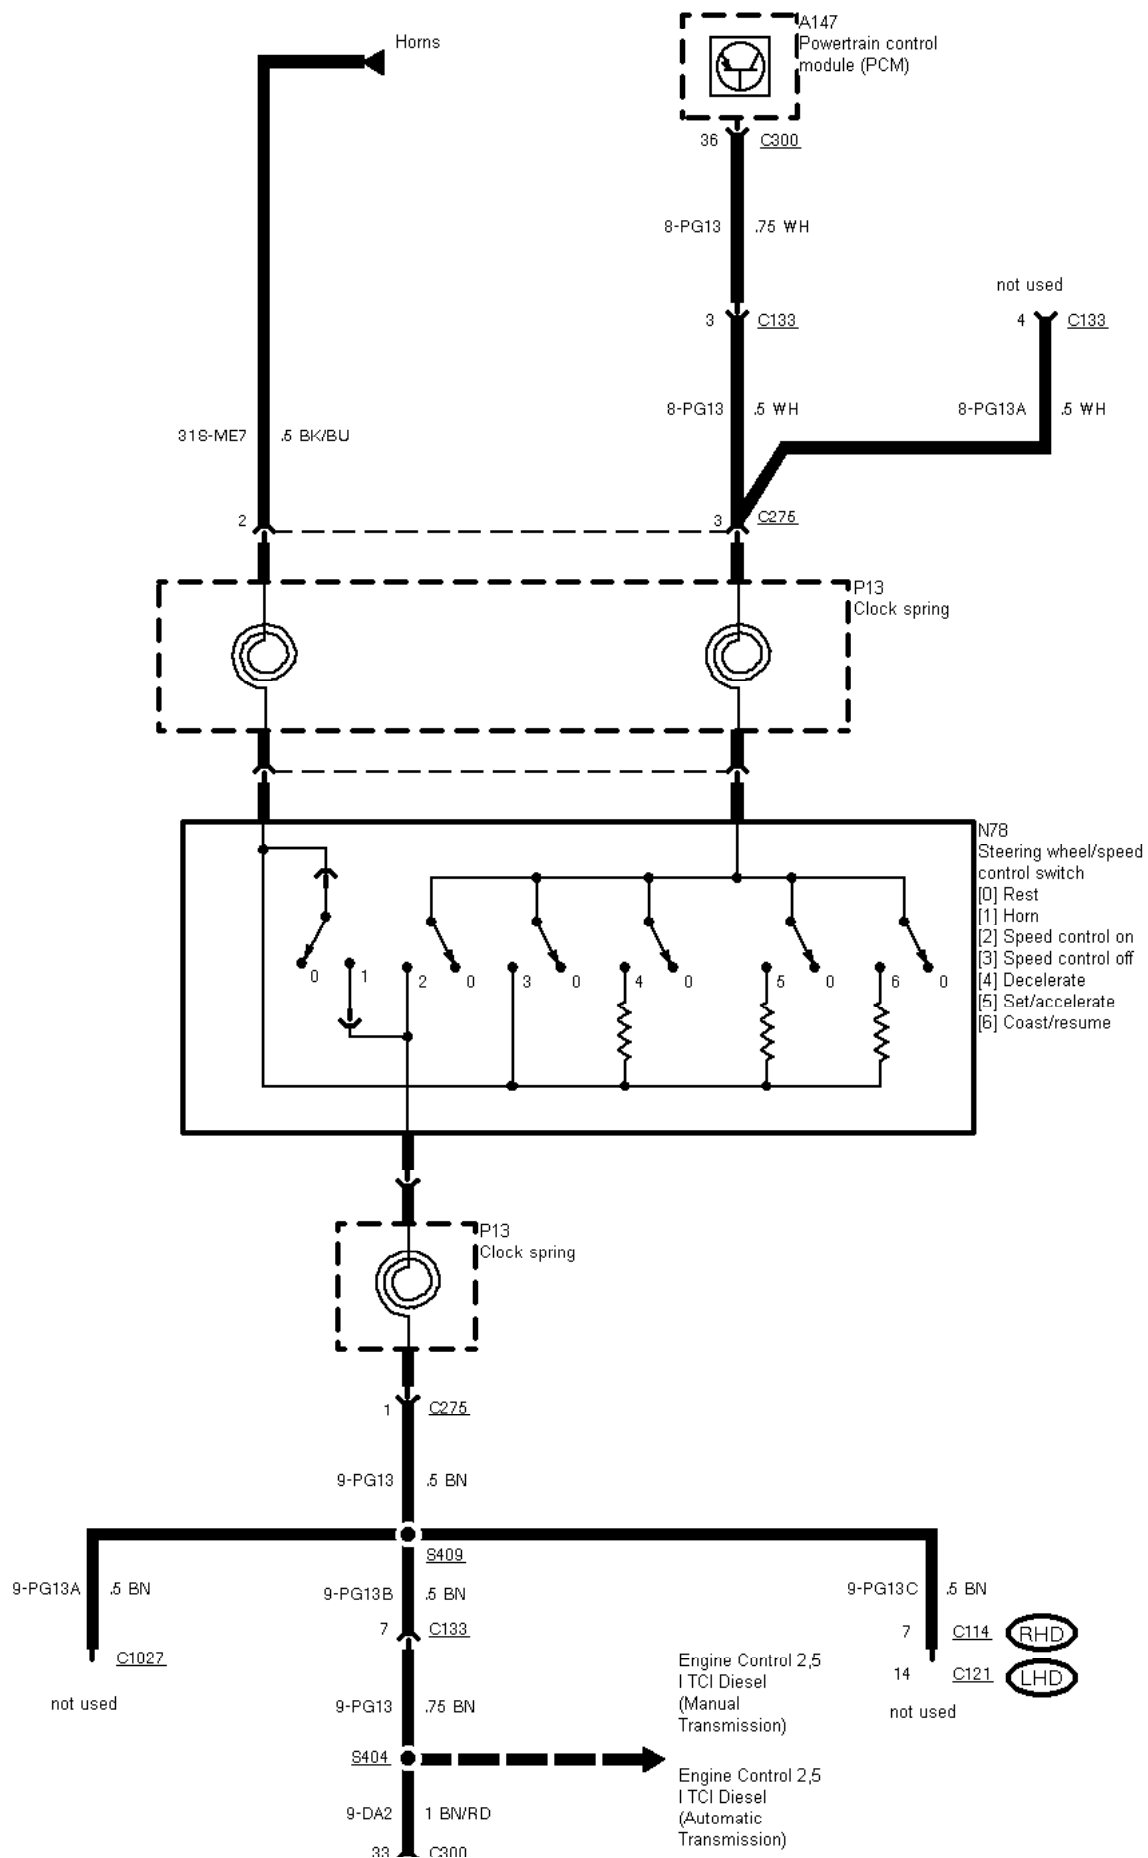 Horns
A147
Powertrain control
module (PCM)
36 C300
8-PG13 .75 WH
not used
3 C133
4 C133
8-PG13 .5 WH
8-PG13A .5 WH
31S-ME7 .5 BK/BU
2
3 C275
P13
Clock spring
N78
Steering wheel/speed
control switch
[0] Rest
[1] Horn
[2] Speed control on
[3] Speed control off
[4] Decelerate
[5] Set/accelerate
[6] Coast/resume
0 1 2 0 3 0 4 0 5 0 6 0
P13
Clock spring
1 C275
9-PG13 .5 BN
S409
9-PG13A .5 BN
9-PG13B .5 BN
9-PG13C .5 BN
7 C133
7 C114 RHD
C1027
14 C121 LHD
not used
not used
9-PG13 .75 BN
Engine Control 2,5
l TCI Diesel
(Manual
Transmission)
S404
Engine Control 2,5
l TCI Diesel
(Automatic
Transmission)
9-DA2 1 BN/RD
33 C300